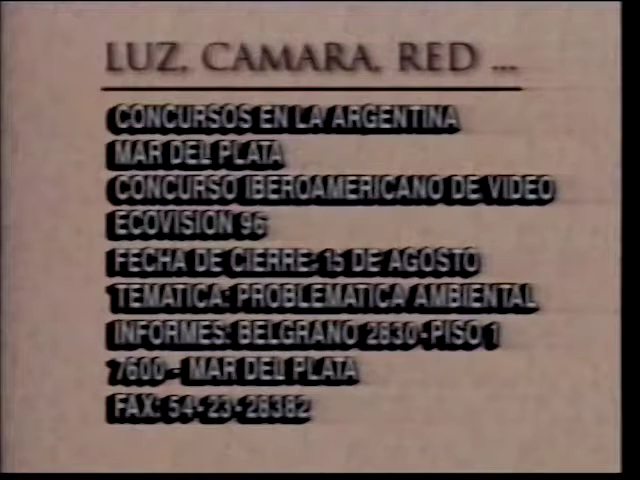 LUZ, CAMARA, RED ...
CONCURSOS EN LA ARGENTINA
MAR DEL PLATA
CONCURSO IBEROAMERICANO DE VIDEO
ECOVISION 96
FECHA DE CIERRE: 15 DE AGOSTO
TEMATICA: PROBLEMATICA AMBIENTAL
INFORMES: BELGRANO 2830 - PISO 1
7600 - MAR DEL PLATA
FAX: 54-23-28382